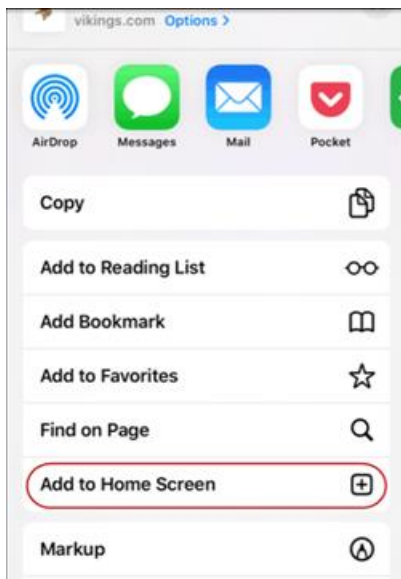 vikings.com Options >
AirDrop Messages Mail Pocket
Copy
Add to Reading List
Add Bookmark
Add to Favorites
Find on Page
Add to Home Screen
Markup